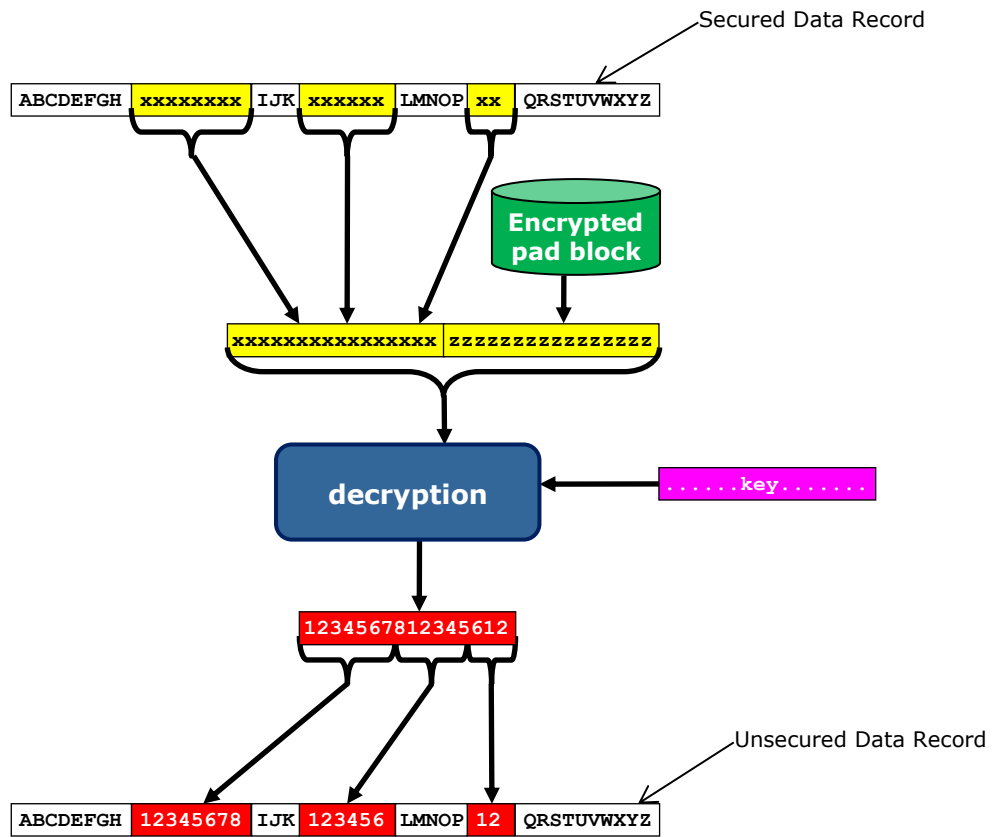 Secured Data Record
ABCDEFGH xxxxxxxx IJK xxxxxx LMNOP xx QRSTUVWXYZ
Encrypted
pad block
xxxxxxxxxxxxxxxx zzzzzzzzzzzzzzzz
decryption
......key.......
1234567812345612
Unsecured Data Record
ABCDEFGH 12345678 IJK 123456 LMNOP 12 QRSTUVWXYZ